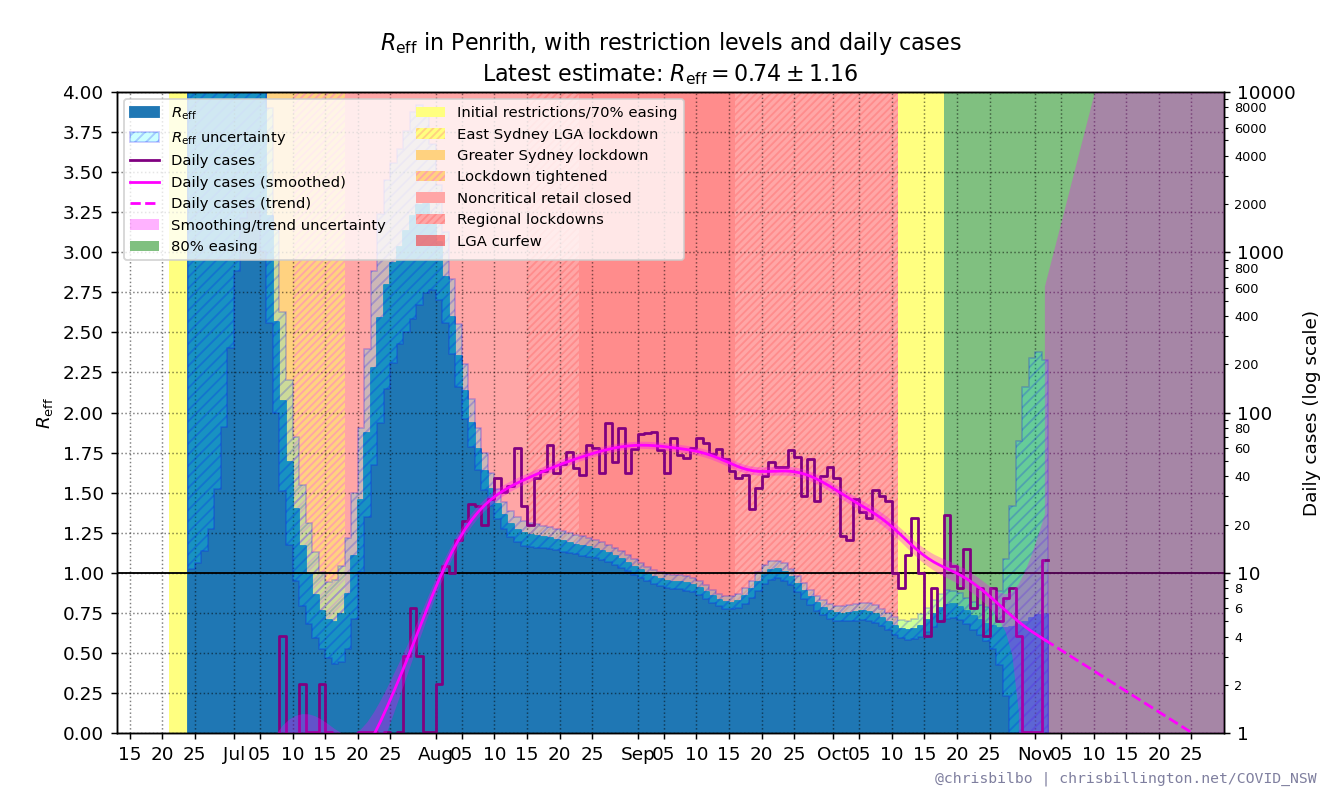 R_eff in Penrith, with restriction levels and daily cases
Latest estimate: R_eff = 0.74 ± 1.16
R_eff
R_eff uncertainty
Daily cases
Daily cases (smoothed)
Daily cases (trend)
Smoothing/trend uncertainty
80% easing
Initial restrictions/70% easing
East Sydney LGA lockdown
Greater Sydney lockdown
Lockdown tightened
Noncritical retail closed
Regional lockdowns
LGA curfew
R_eff
4.00
3.75
3.50
3.25
3.00
2.75
2.50
2.25
2.00
1.75
1.50
1.25
1.00
0.75
0.50
0.25
0.00
10000
8000
6000
4000
2000
1000
800
600
400
200
100
80
60
40
20
10
8
6
4
2
1
Daily cases (log scale)
15 20 25 Jul 05 10 15 20 25 Aug 05 10 15 20 25 Sep 05 10 15 20 25 Oct 05 10 15 20 25 Nov 05 10 15 20 25
@chrisbilbo | chrisbillington.net/COVID_NSW